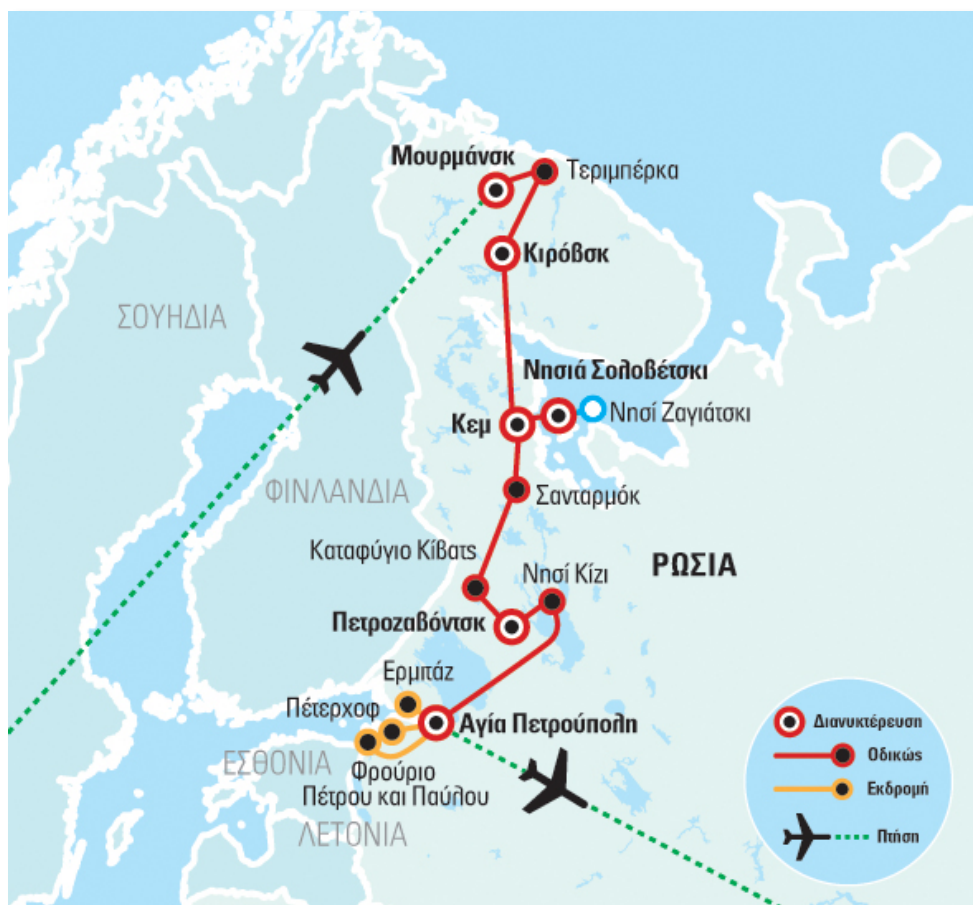 Μουρμάνσκ
Τεριμπέρκα
Κιρόβσκ
ΣΟΥΗΔΙΑ
Νησιά Σολοβέτσκι
Νησί Ζαγιάτσκι
Κεμ
ΦΙΝΛΑΝΔΙΑ
Σανταρμόκ
Καταφύγιο Κίβατς
Νησί Κίζι
ΡΩΣΙΑ
Πετροζαβόντσκ
Ερμιτάζ
Πέτερχοφ
Αγία Πετρούπολη
ΕΣΘΟΝΙΑ
Φρούριο
Πέτρου και Παύλου
ΛΕΤΟΝΙΑ
Διανυκτέρευση
Οδικώς
Εκδρομή
Πτήση